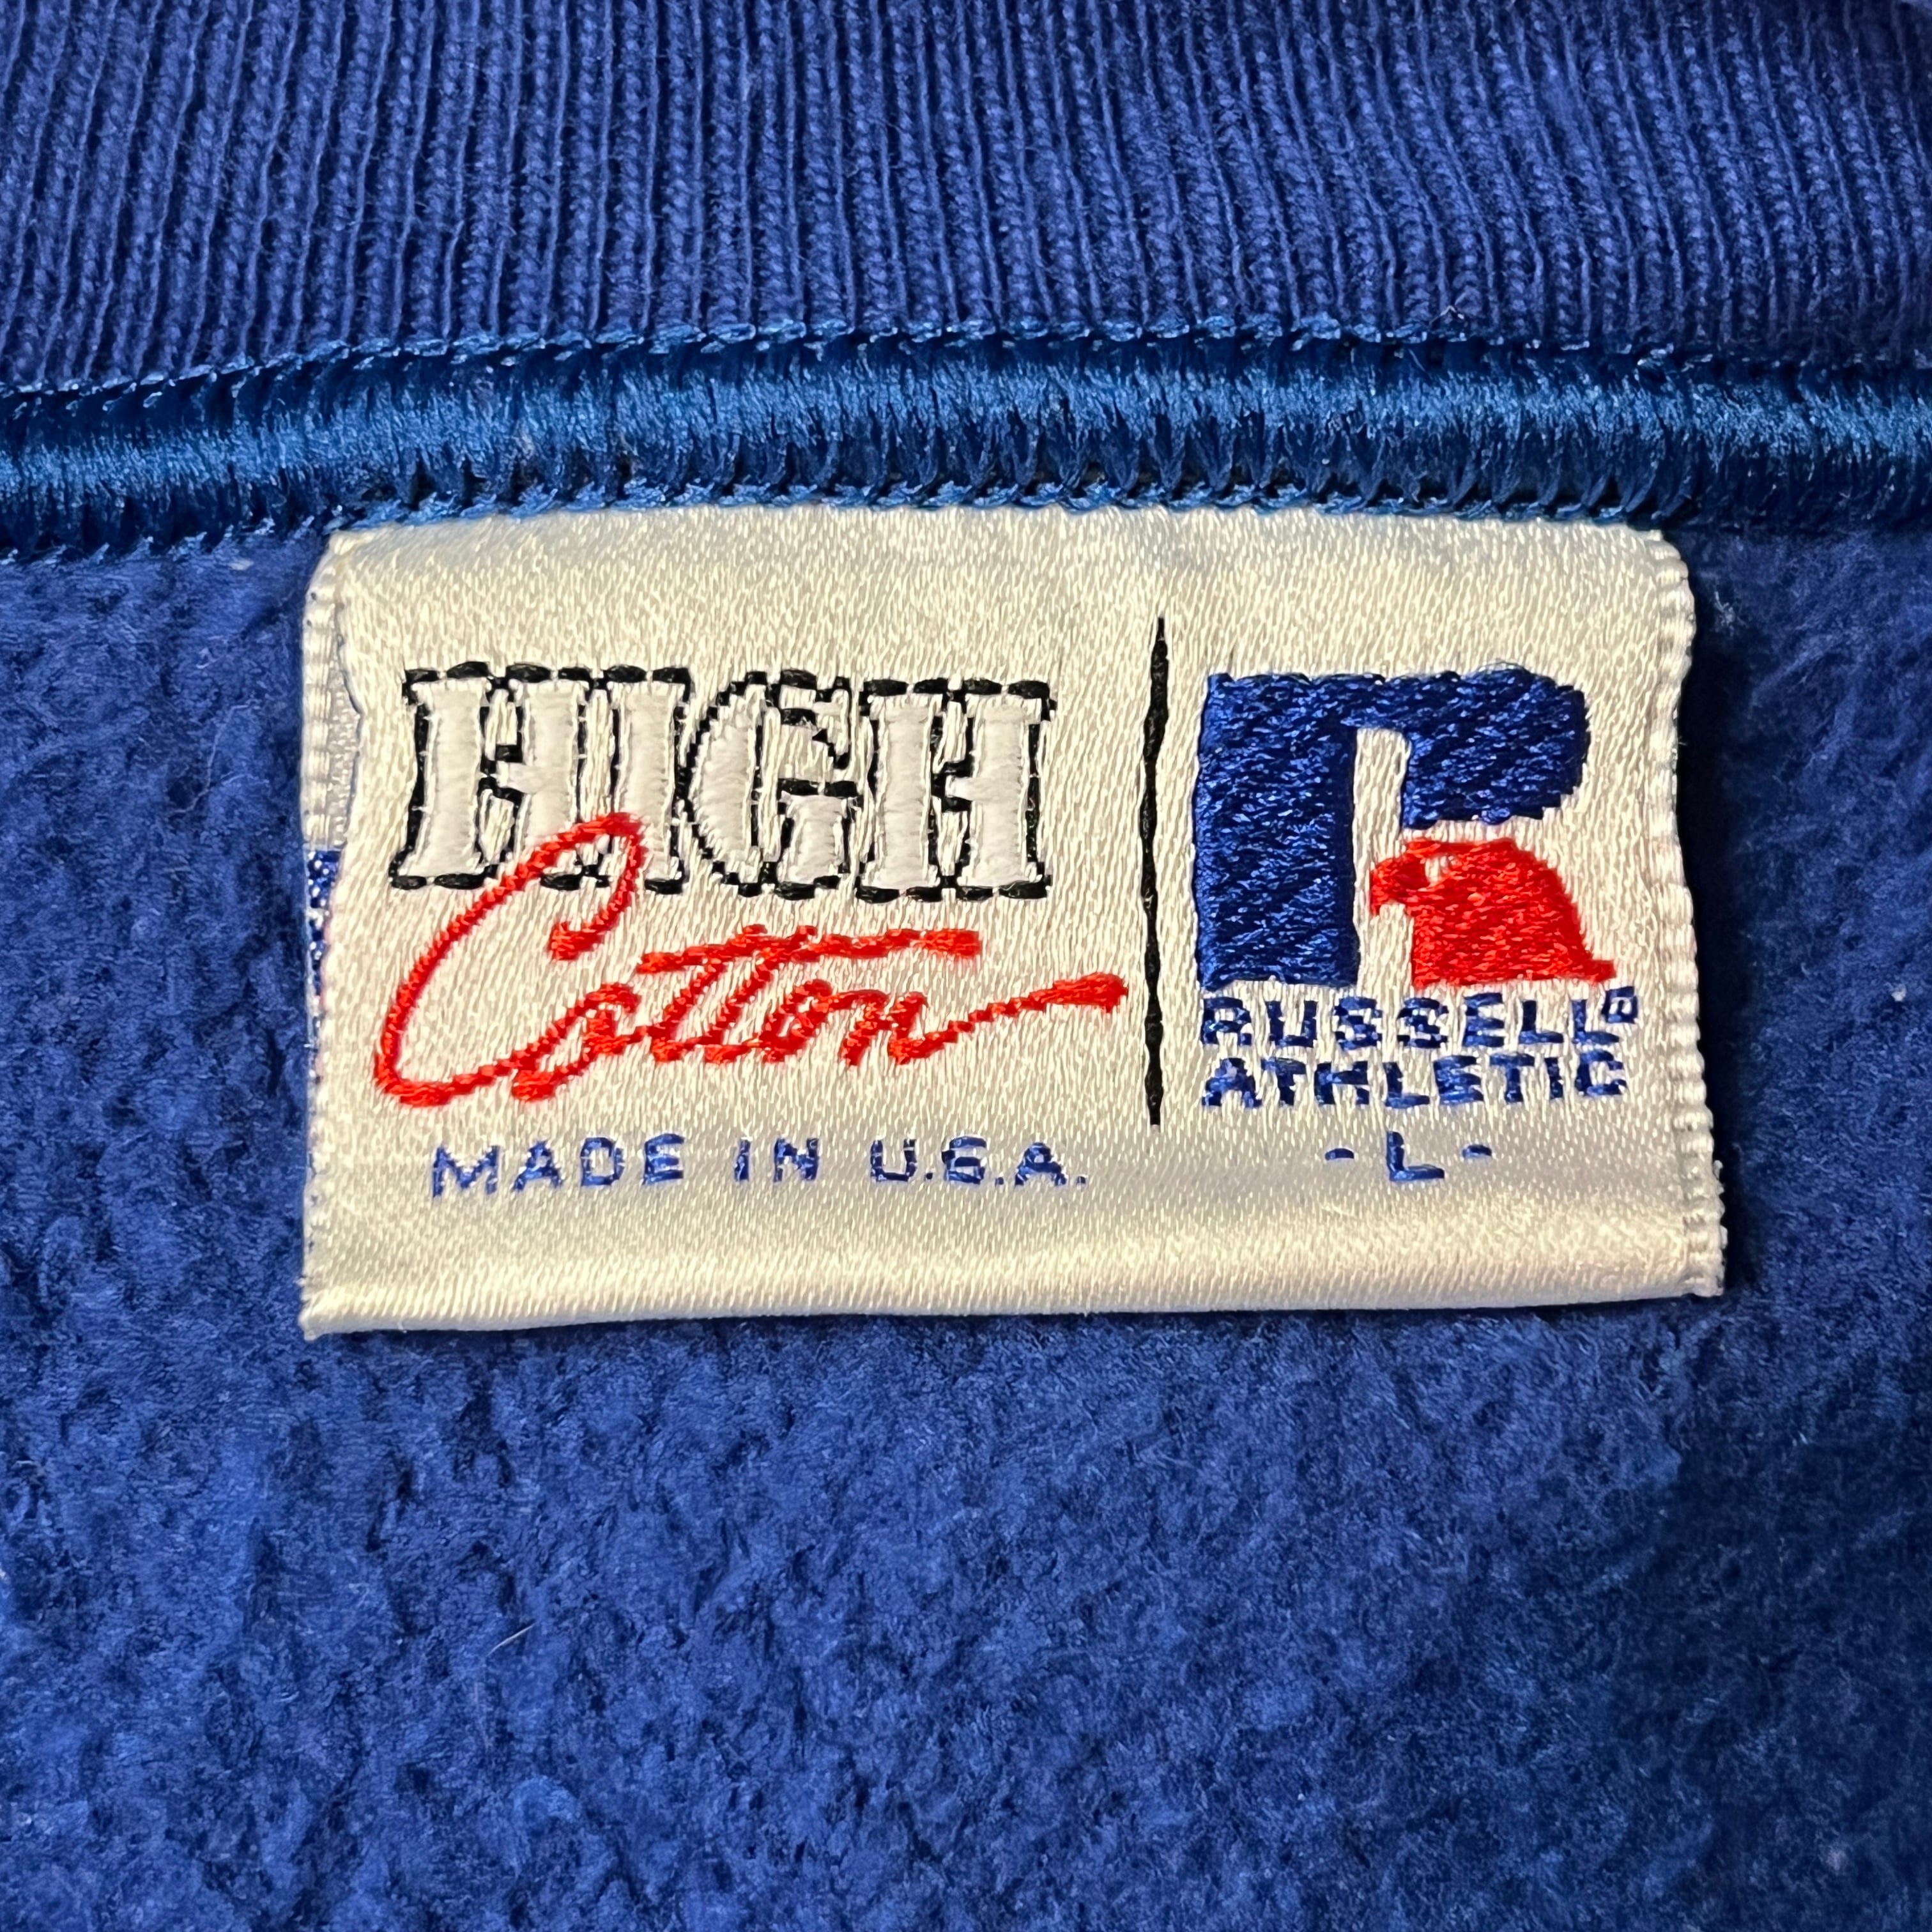 HIGH
Cotton
MADE IN U.S.A.
R
RUSSELL®
ATHLETIC
- L -